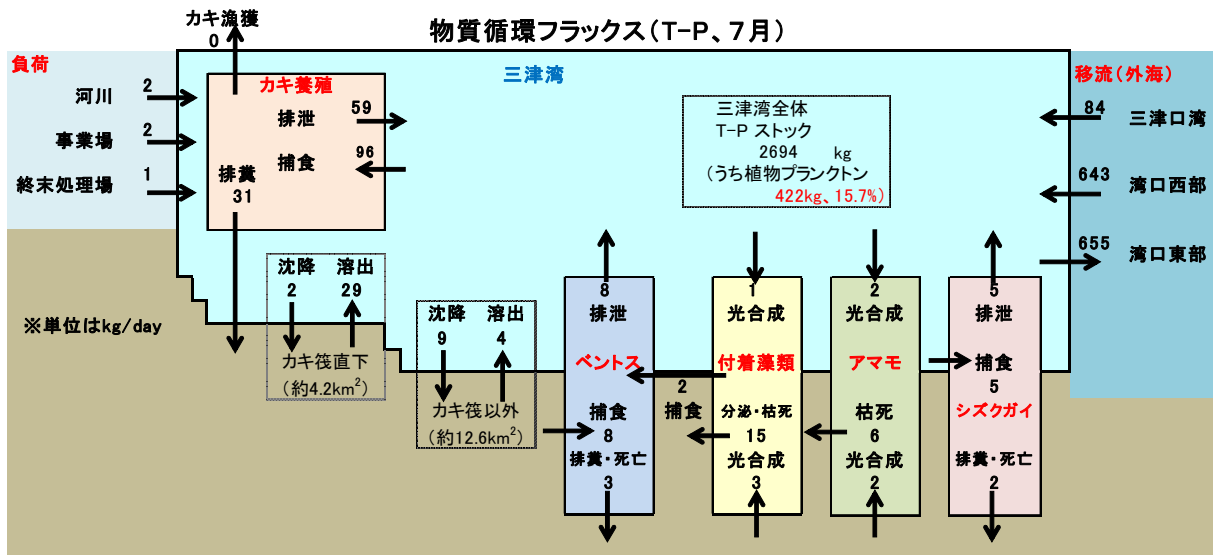 物質循環フラックス(T-P、７月)
カキ漁獲
0
負荷
河川
2
事業場
2
終末処理場
1
※単位はkg/day
三津湾
カキ養殖
排泄
59
捕食
96
排糞
31
三津湾全体
T-P ストック
2694 kg
(うち植物プランクトン
422kg、15.7%)
移流(外海)
84
三津口湾
643
湾口西部
655
湾口東部
沈降 溶出
2 29
カキ筏直下
(約4.2km²)
沈降 溶出
9 4
カキ筏以外
(約12.6km²)
8
排泄
ベントス
捕食
8
排糞・死亡
3
2
捕食
1
光合成
付着藻類
分泌・枯死
15
光合成
3
2
光合成
アマモ
枯死
6
光合成
2
5
排泄
捕食
5
シズクガイ
排糞・死亡
2